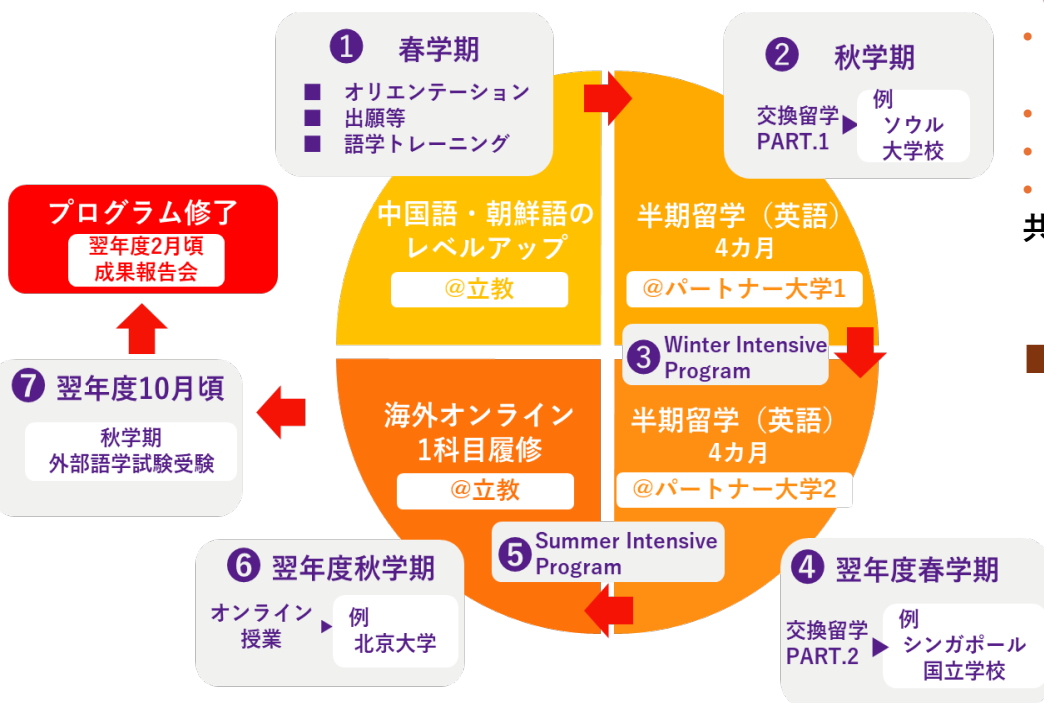 ❶ 春学期
■ オリエンテーション
■ 出願等
■ 語学トレーニング
中国語・朝鮮語の
レベルアップ
@立教
❷ 秋学期
交換留学
PART.1
例
ソウル
大学校
半期留学（英語）
4カ月
@パートナー大学1
❸ Winter Intensive
Program
半期留学（英語）
4カ月
@パートナー大学2
❹ 翌年度春学期
交換留学
PART.2
例
シンガポール
国立学校
❺ Summer Intensive
Program
海外オンライン
1科目履修
@立教
❻ 翌年度秋学期
オンライン
授業
例
北京大学
❼ 翌年度10月頃
秋学期
外部語学試験受験
プログラム修了
翌年度2月頃
成果報告会
共